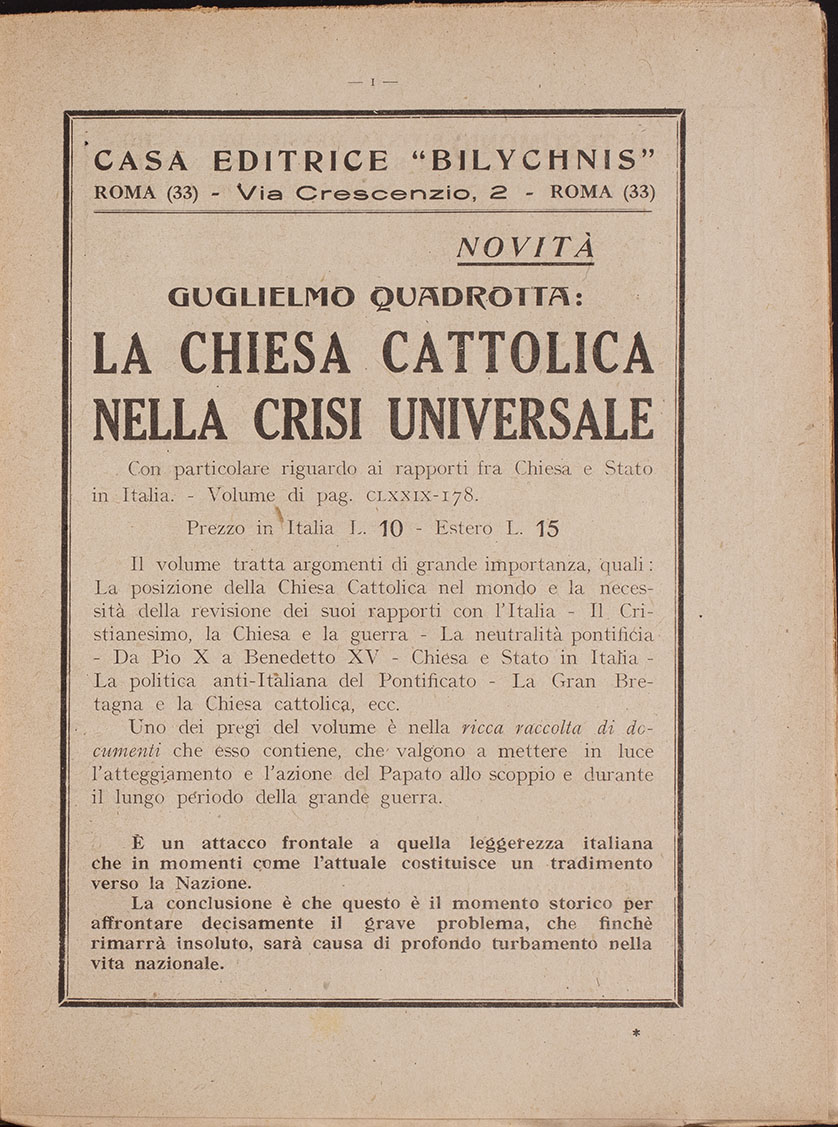 — I —
CASA EDITRICE “BILYCHNIS”
ROMA (33) - Via Crescenzio, 2 - ROMA (33)
NOVITÀ
GUGLIELMO QUADROTTA:
LA CHIESA CATTOLICA
NELLA CRISI UNIVERSALE
Con particolare riguardo ai rapporti fra Chiesa e Stato
in Italia. - Volume di pag. CLXXIX-178.
Prezzo in Italia L. 10 - Estero L. 15
Il volume tratta argomenti di grande importanza, quali:
La posizione della Chiesa Cattolica nel mondo e la neces-
sità della revisione dei suoi rapporti con l’Italia - Il Cri-
stianesimo, la Chiesa e la guerra - La neutralità pontificia
- Da Pio X a Benedetto XV - Chiesa e Stato in Italia -
La politica anti-Italiana del Pontificato - La Gran Bre-
tagna e la Chiesa cattolica, ecc.
Uno dei pregi del volume è nella ricca raccolta di do-
cumenti che esso contiene, che valgono a mettere in luce
l’atteggiamento e l’azione del Papato allo scoppio e durante
il lungo periodo della grande guerra.
È un attacco frontale a quella leggerezza italiana
che in momenti come l’attuale costituisce un tradimento
verso la Nazione.
La conclusione è che questo è il momento storico per
affrontare decisamente il grave problema, che finchè
rimarrà insoluto, sarà causa di profondo turbamento nella
vita nazionale.
*